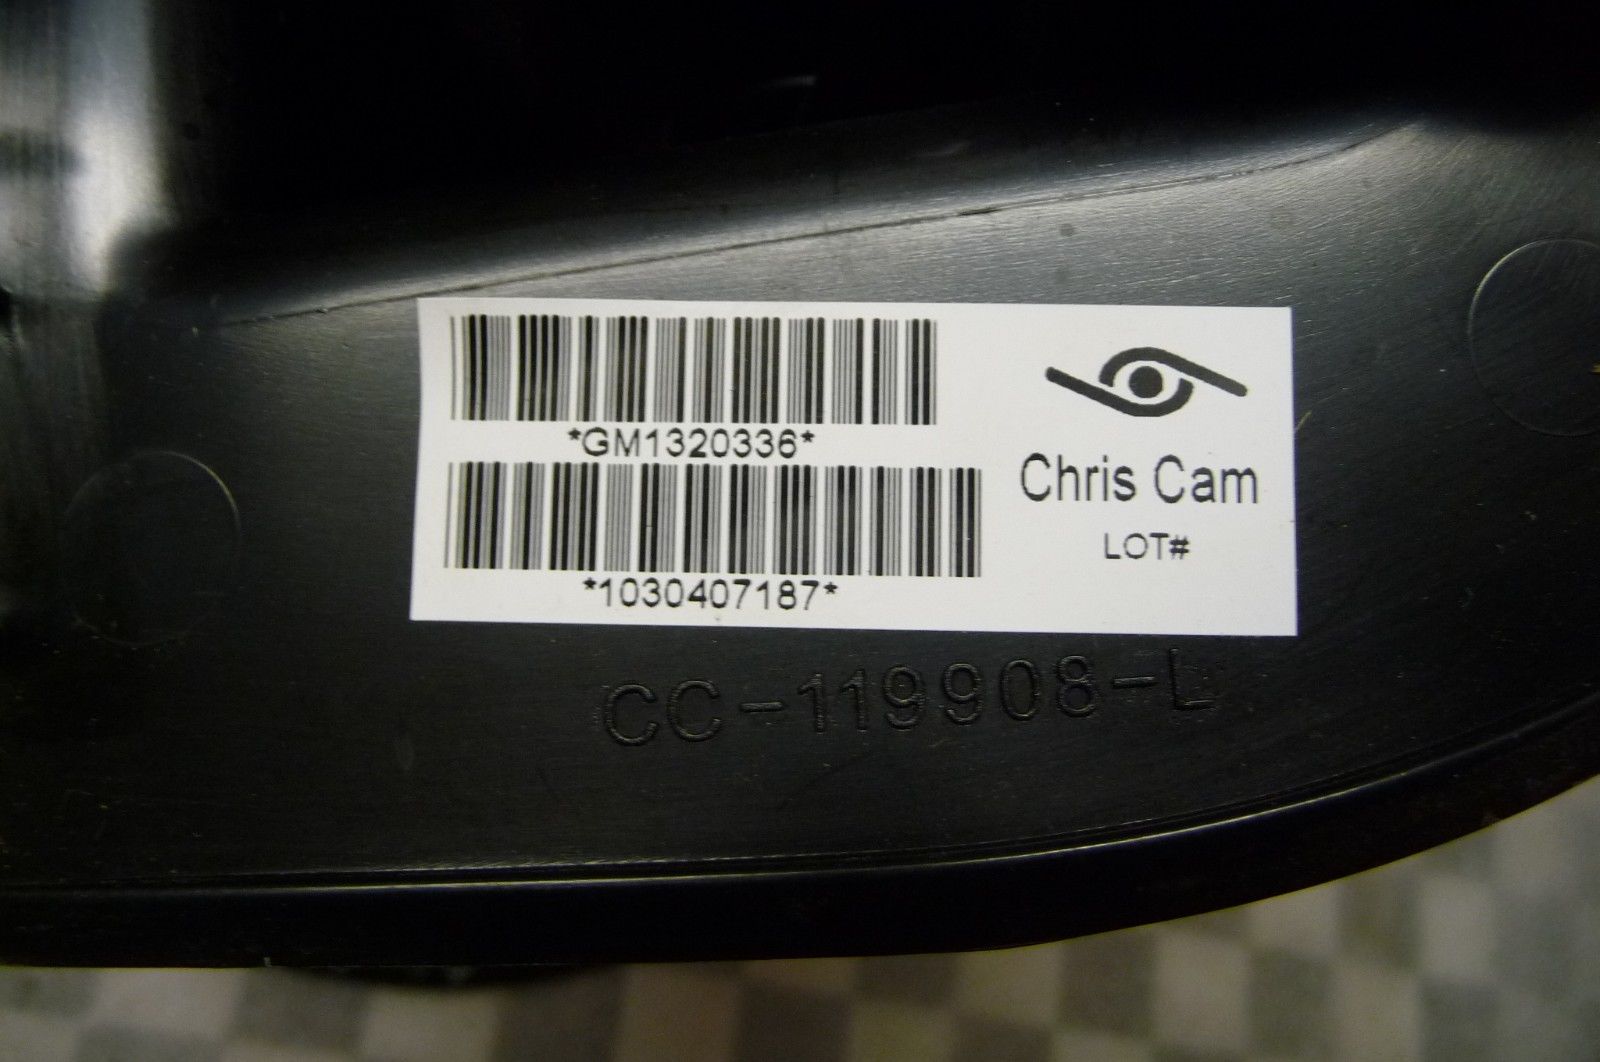 *GM1320336*
*1030407187*
Chris Cam
LOT#
CC-119908-L